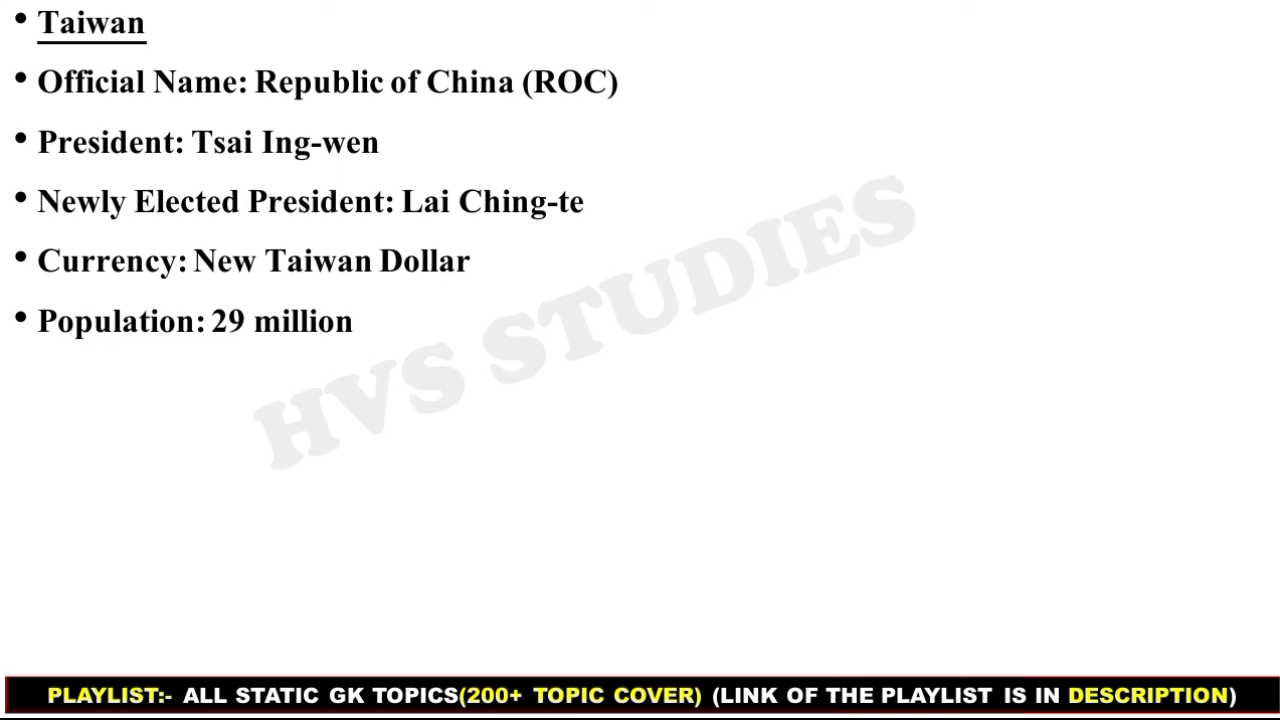 • Taiwan
• Official Name: Republic of China (ROC)
• President: Tsai Ing-wen
• Newly Elected President: Lai Ching-te
• Currency: New Taiwan Dollar
• Population: 29 million
HVS STUDIES
PLAYLIST:- ALL STATIC GK TOPICS(200+ TOPIC COVER) (LINK OF THE PLAYLIST IS IN DESCRIPTION)